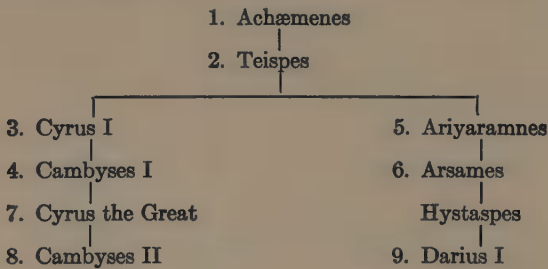 1. Achæmenes
2. Teispes
3. Cyrus I
5. Ariyaramnes
4. Cambyses I
6. Arsames
7. Cyrus the Great
Hystaspes
8. Cambyses II
9. Darius I